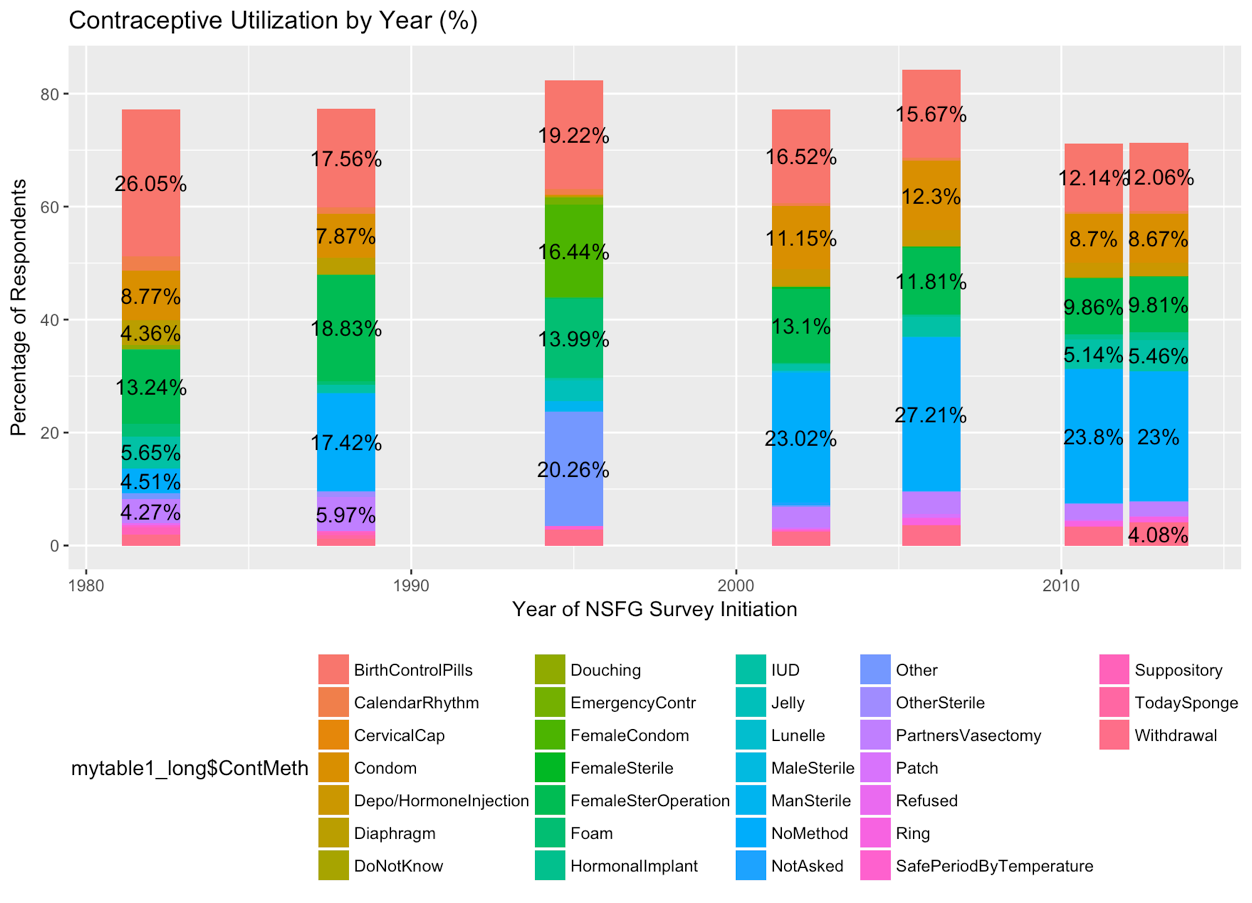 Contraceptive Utilization by Year (%)
Percentage of Respondents
80
60
40
20
0
26.05%
8.77%
4.36%
13.24%
5.65%
4.51%
4.27%
17.56%
7.87%
18.83%
17.42%
5.97%
19.22%
16.44%
13.99%
20.26%
16.52%
11.15%
13.1%
23.02%
15.67%
12.3%
11.81%
27.21%
12.14%
8.7%
9.86%
5.14%
23.8%
12.06%
8.67%
9.81%
5.46%
23%
4.08%
1980 1990 2000 2010
Year of NSFG Survey Initiation
mytable1_long$ContMeth
BirthControlPills
CalendarRhythm
CervicalCap
Condom
Depo/HormoneInjection
Diaphragm
DoNotKnow
Douching
EmergencyContr
FemaleCondom
FemaleSterile
FemaleSterOperation
Foam
HormonalImplant
IUD
Jelly
Lunelle
MaleSterile
ManSterile
NoMethod
NotAsked
Other
OtherSterile
PartnersVasectomy
Patch
Refused
Ring
SafePeriodByTemperature
Suppository
TodaySponge
Withdrawal